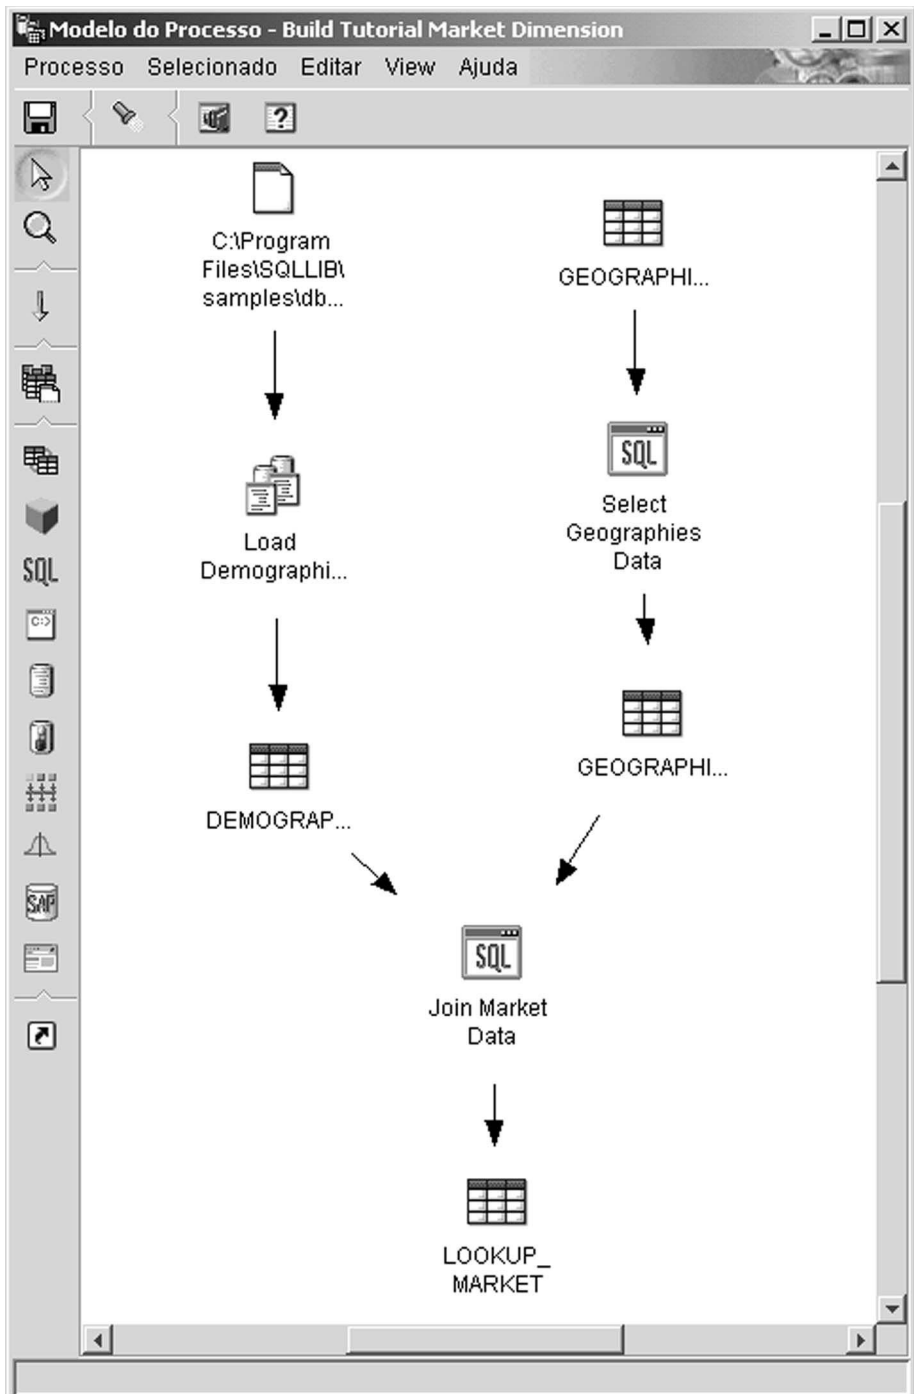 Modelo do Processo - Build Tutorial Market Dimension
Processo Selecionado Editar View Ajuda
C:\Program
Files\SQLLIB\
samples\db...
GEOGRAPHI...
SQL
Select
Geographies
Data
Load
Demographi...
GEOGRAPHI...
DEMOGRAP...
SQL
Join Market
Data
LOOKUP_
MARKET
SQL
C:>
SAP